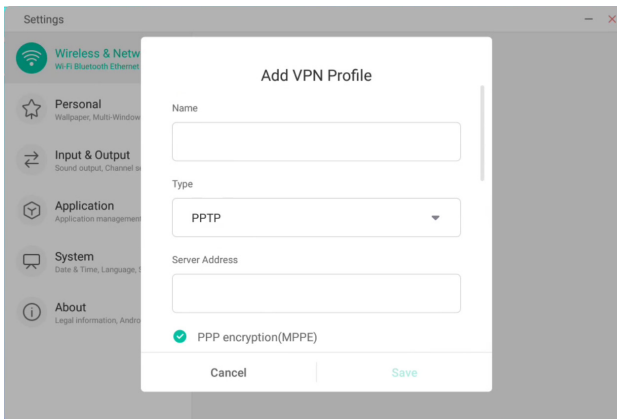 Settings
Wireless & Netw
Wi-Fi Bluetooth Ethernet
Personal
Wallpaper, Multi-Window
Input & Output
Sound output, Channel
Application
Application management
System
Date & Time, Language,
About
Legal information, Andro
Add VPN Profile
Name
Type
PPTP
Server Address
PPP encryption(MPPE)
Cancel
Save